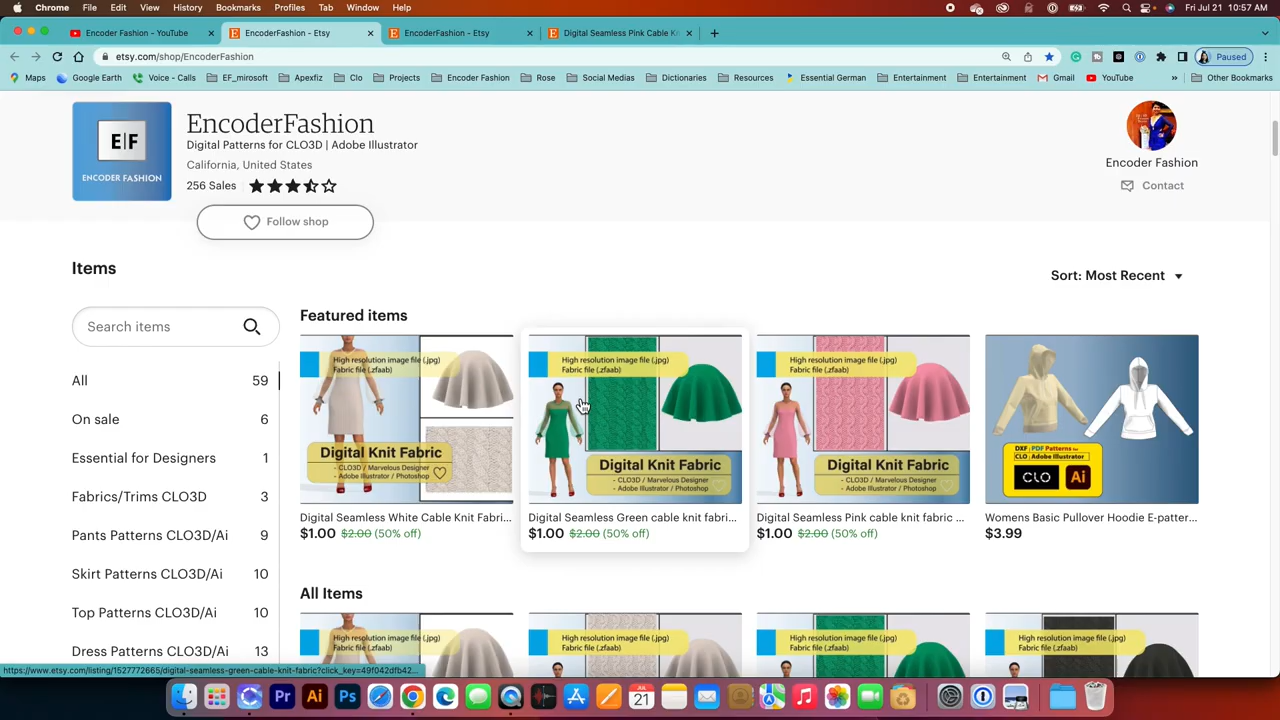 Chrome File Edit View History Bookmarks Profiles Tab Window Help Fri Jul 21 10:57 AM
Encoder Fashion - YouTube
EncoderFashion - Etsy
EncoderFashion - Etsy
Digital Seamless Pink Cable K
etsy.com/shop/EncoderFashion
Paused
Maps Google Earth Voice - Calls EF_mirosoft Apexfiz Clo Projects Encoder Fashion Rose Social Medias Dictionaries Resources Essential German Entertainment Entertainment Gmail YouTube » Other Bookmarks
E|F
ENCODER FASHION
EncoderFashion
Digital Patterns for CLO3D | Adobe Illustrator
California, United States
256 Sales
Follow shop
Encoder Fashion
Contact
Items
Sort: Most Recent
Search items
All 59
On sale 6
Essential for Designers 1
Fabrics/Trims CLO3D 3
Pants Patterns CLO3D/Ai 9
Skirt Patterns CLO3D/Ai 10
Top Patterns CLO3D/Ai 10
Dress Patterns CLO3D/Ai 13
Featured items
High resolution image file (.jpg)
Fabric file (.zfaab)
Digital Knit Fabric
- CLO3D / Marvelous Designer
- Adobe Illustrator / Photoshop
Digital Seamless White Cable Knit Fabri...
$1.00 $2.00 (50% off)
High resolution image file (.jpg)
Fabric file (.zfaab)
Digital Knit Fabric
- CLO3D / Marvelous Designer
- Adobe Illustrator / Photoshop
Digital Seamless Green cable knit fabri...
$1.00 $2.00 (50% off)
High resolution image file (.jpg)
Fabric file (.zfaab)
Digital Knit Fabric
- CLO3D / Marvelous Designer
- Adobe Illustrator / Photoshop
Digital Seamless Pink cable knit fabric ...
$1.00 $2.00 (50% off)
DXF; PDF Patterns for
CLO; Adobe Illustrator;
CLO Ai
Womens Basic Pullover Hoodie E-patter...
$3.99
All Items
High resolution image file (.jpg)
Fabric file (.zfaab)
High resolution image file (.jpg)
Fabric file (.zfaab)
High resolution image file (.jpg)
Fabric file (.zfaab)
High resolution image file (.jpg)
Fabric file (.zfaab)
https://www.etsy.com/listing/1527772665/digital-seamless-green-cable-knit-fabric?click_key=49f042dfb42...
Pr Ai Ps
JUL
21